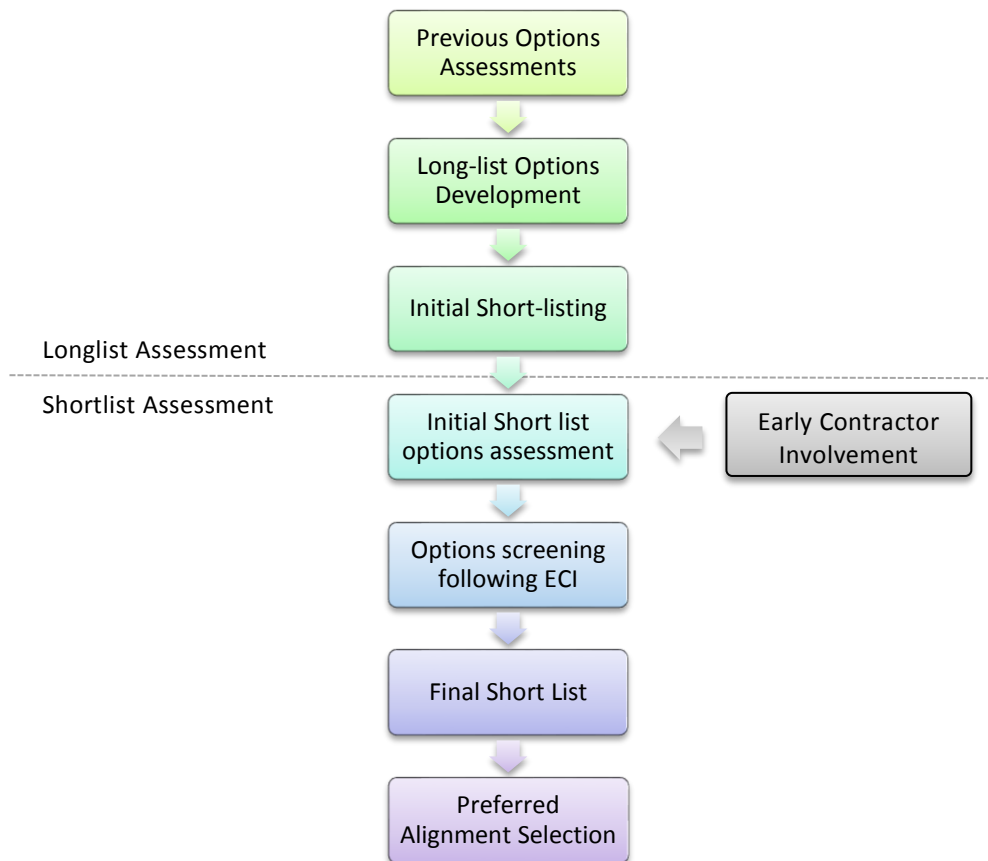 Previous Options
Assessments
Long-list Options
Development
Initial Short-listing
Longlist Assessment
Shortlist Assessment
Initial Short list
options assessment
Early Contractor
Involvement
Options screening
following ECI
Final Short List
Preferred
Alignment Selection